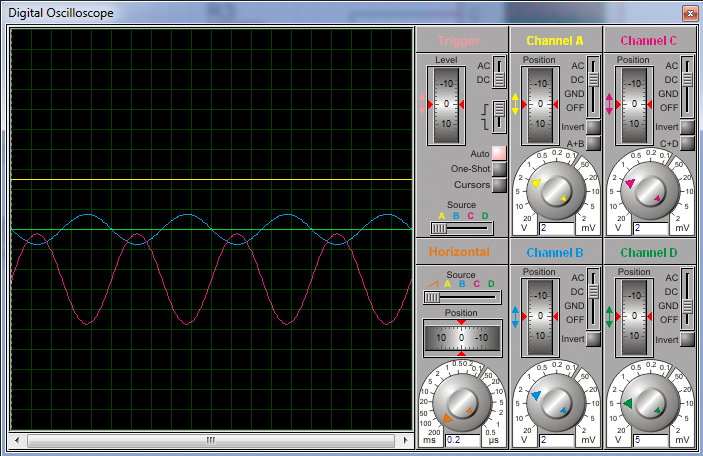 Digital Oscilloscope
Trigger
Level
-10
0
10
AC
DC
Auto
One-Shot
Cursors
Source
A B C D
Channel A
Position
-10
0
10
AC
DC
GND
OFF
Invert
A+B
20 10 5 2 1 0.5 0.2 0.1 50 20 10 5 2
V 2 mV
Channel C
Position
-10
0
10
AC
DC
GND
OFF
Invert
C+D
20 10 5 2 1 0.5 0.2 0.1 50 20 10 5 2
V 2 mV
Horizontal
Source
A B C D
Position
10 0 -10
200 100 50 20 10 5 2 1 0.50 0.2 0.1 50 20 10 5 2 1 0.5
ms 0.2 µs
Channel B
Position
-10
0
10
AC
DC
GND
OFF
Invert
20 10 5 2 1 0.5 0.2 0.1 50 20 10 5 2
V 2 mV
Channel D
Position
-10
0
10
AC
DC
GND
OFF
Invert
20 10 5 2 1 0.5 0.2 0.1 50 20 10 5 2
V 5 mV